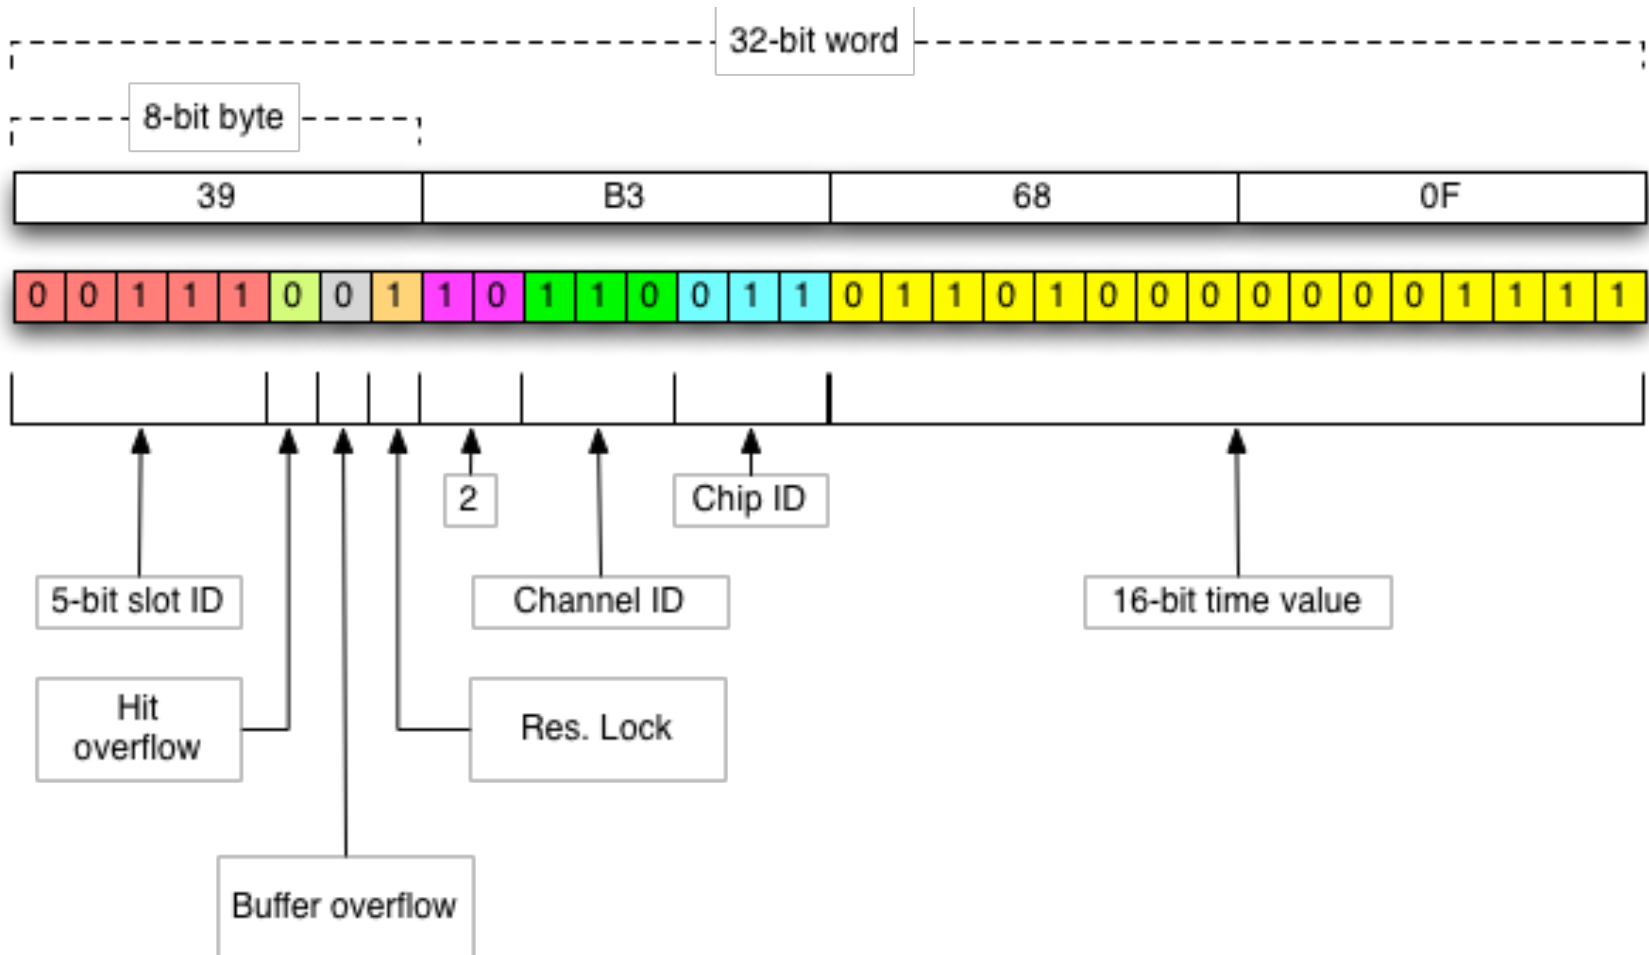 32-bit word
8-bit byte
39 B3 68 0F
0 0 1 1 1 0 0 1 1 0 1 1 0 0 1 1 0 1 1 0 1 0 0 0 0 0 0 0 1 1 1 1
2 Chip ID
5-bit slot ID Channel ID 16-bit time value
Hit
overflow
Res. Lock
Buffer overflow